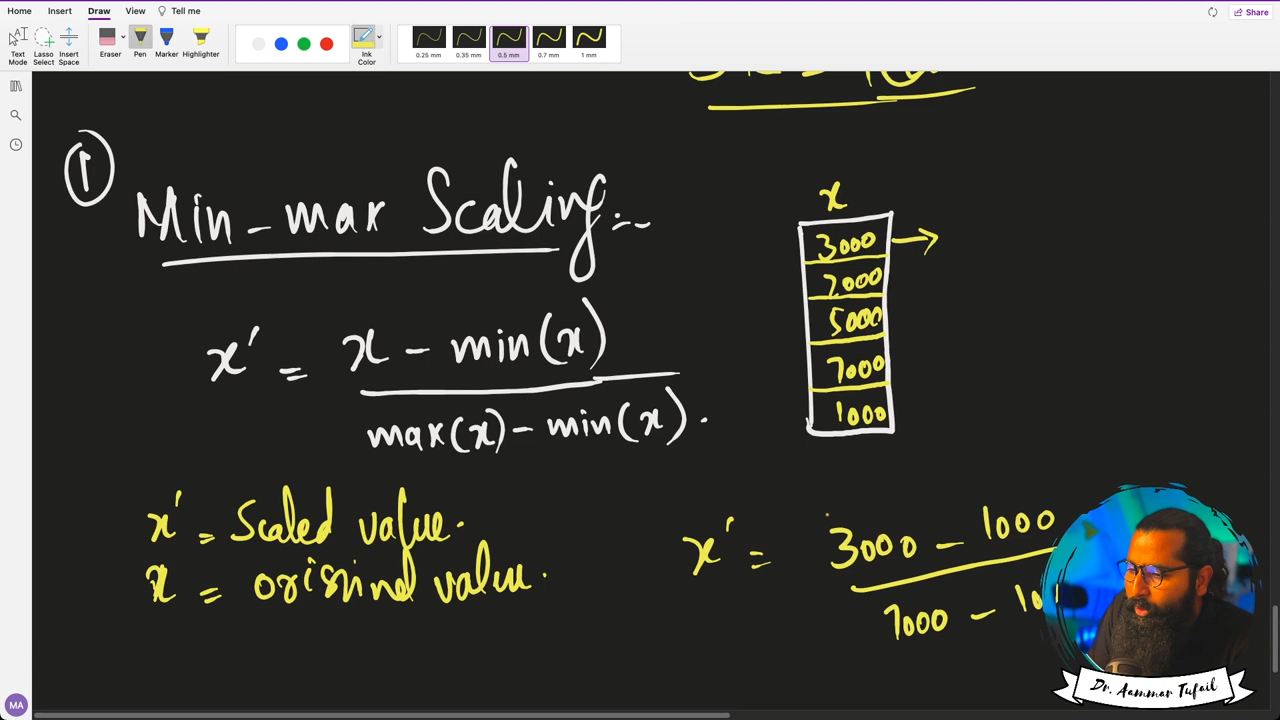 Home Insert Draw View Tell me
Share
Text Mode
Lasso Select
Insert Space
Eraser
Pen
Marker
Highlighter
Ink Color
0.25 mm
0.35 mm
0.5 mm
0.7 mm
1 mm
①
Min-max Scaling:-
x
3000
2000
5000
7000
1000
x' = x - min(x)
max(x) - min(x).
x' = Scaled value.
x = original value.
x' = 3000 - 1000
7000 - 10
MA
Dr. Aammar Tufail